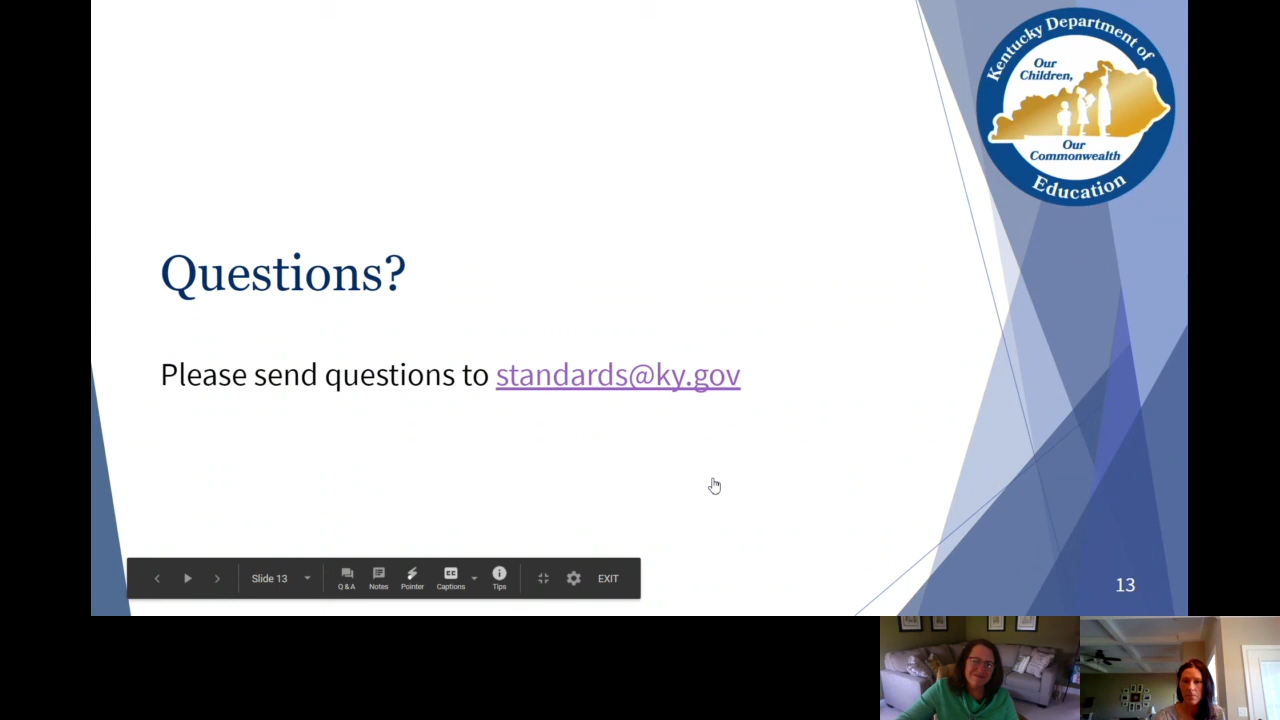 Kentucky Department of
Our
Children,
Our
Commonwealth
Education
Questions?
Please send questions to standards@ky.gov
Slide 13
Q & A
Notes
Pointer
CC
Captions
Tips
EXIT
13